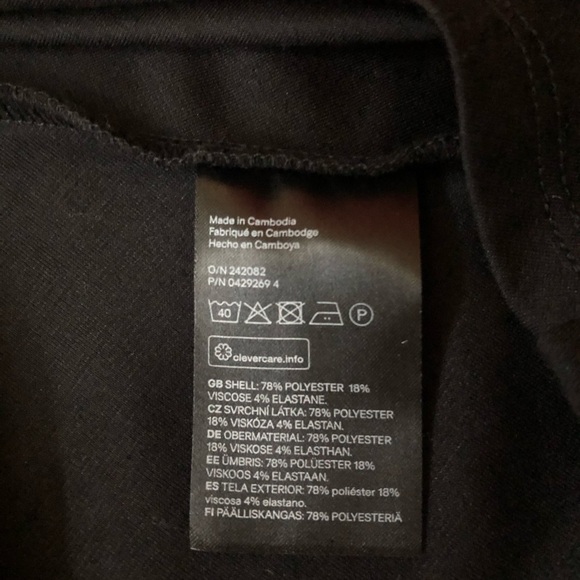 Made in Cambodia
Fabriqué en Cambodge
Hecho en Camboya
O/N 242082
P/N 0429269 4
40 P
clevercare.info
GB SHELL: 78% POLYESTER 18%
VISCOSE 4% ELASTANE.
CZ SVRCHNÍ LÁTKA: 78% POLYESTER
18% VISKÓZA 4% ELASTAN.
DE OBERMATERIAL: 78% POLYESTER
18% VISKOSE 4% ELASTHAN.
EE ÜMBRIS: 78% POLÜESTER 18%
VISKOOS 4% ELASTAAN.
ES TELA EXTERIOR: 78% poliéster 18%
viscosa 4% elastano.
FI PÄÄLLISKANGAS: 78% POLYESTERIÄ